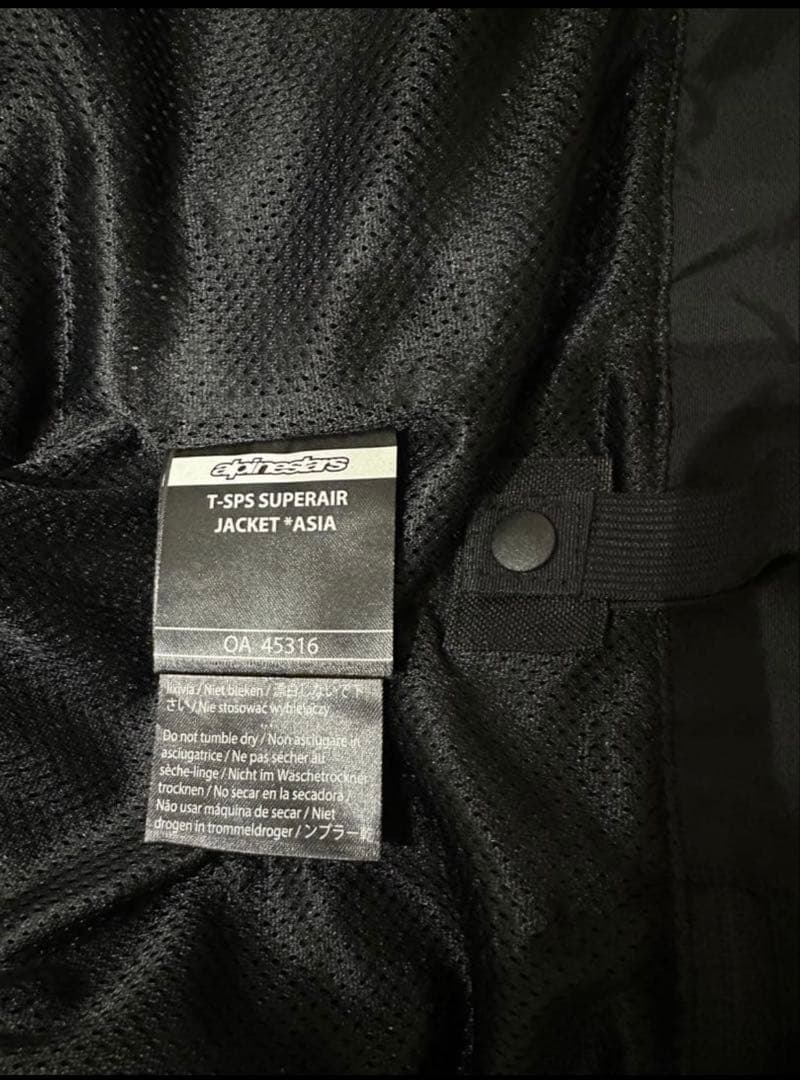 alpinestars
T-SPS SUPERAIR
JACKET *ASIA
OA 45316
lixívia / Niet bleken / 漂白しないで下
さい / Nie stosować wybielaczy
Do not tumble dry / Non asciugare in
asciugatrice / Ne pas sécher au
sèche-linge / Nicht im Wäschetrockner
trocknen / No secar en la secadora /
Não usar máquina de secar / Niet
drogen in trommeldroger / ンブラー乾